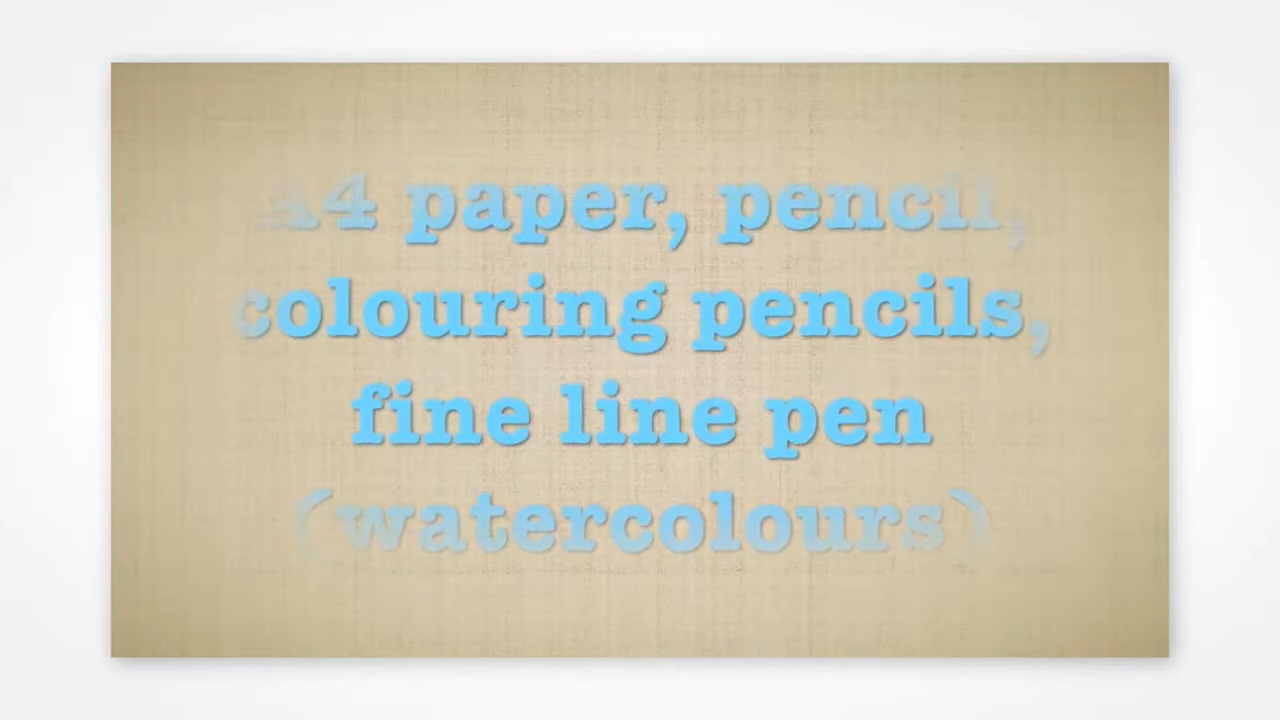 A4 paper, pencil,
colouring pencils,
fine line pen
(watercolours)